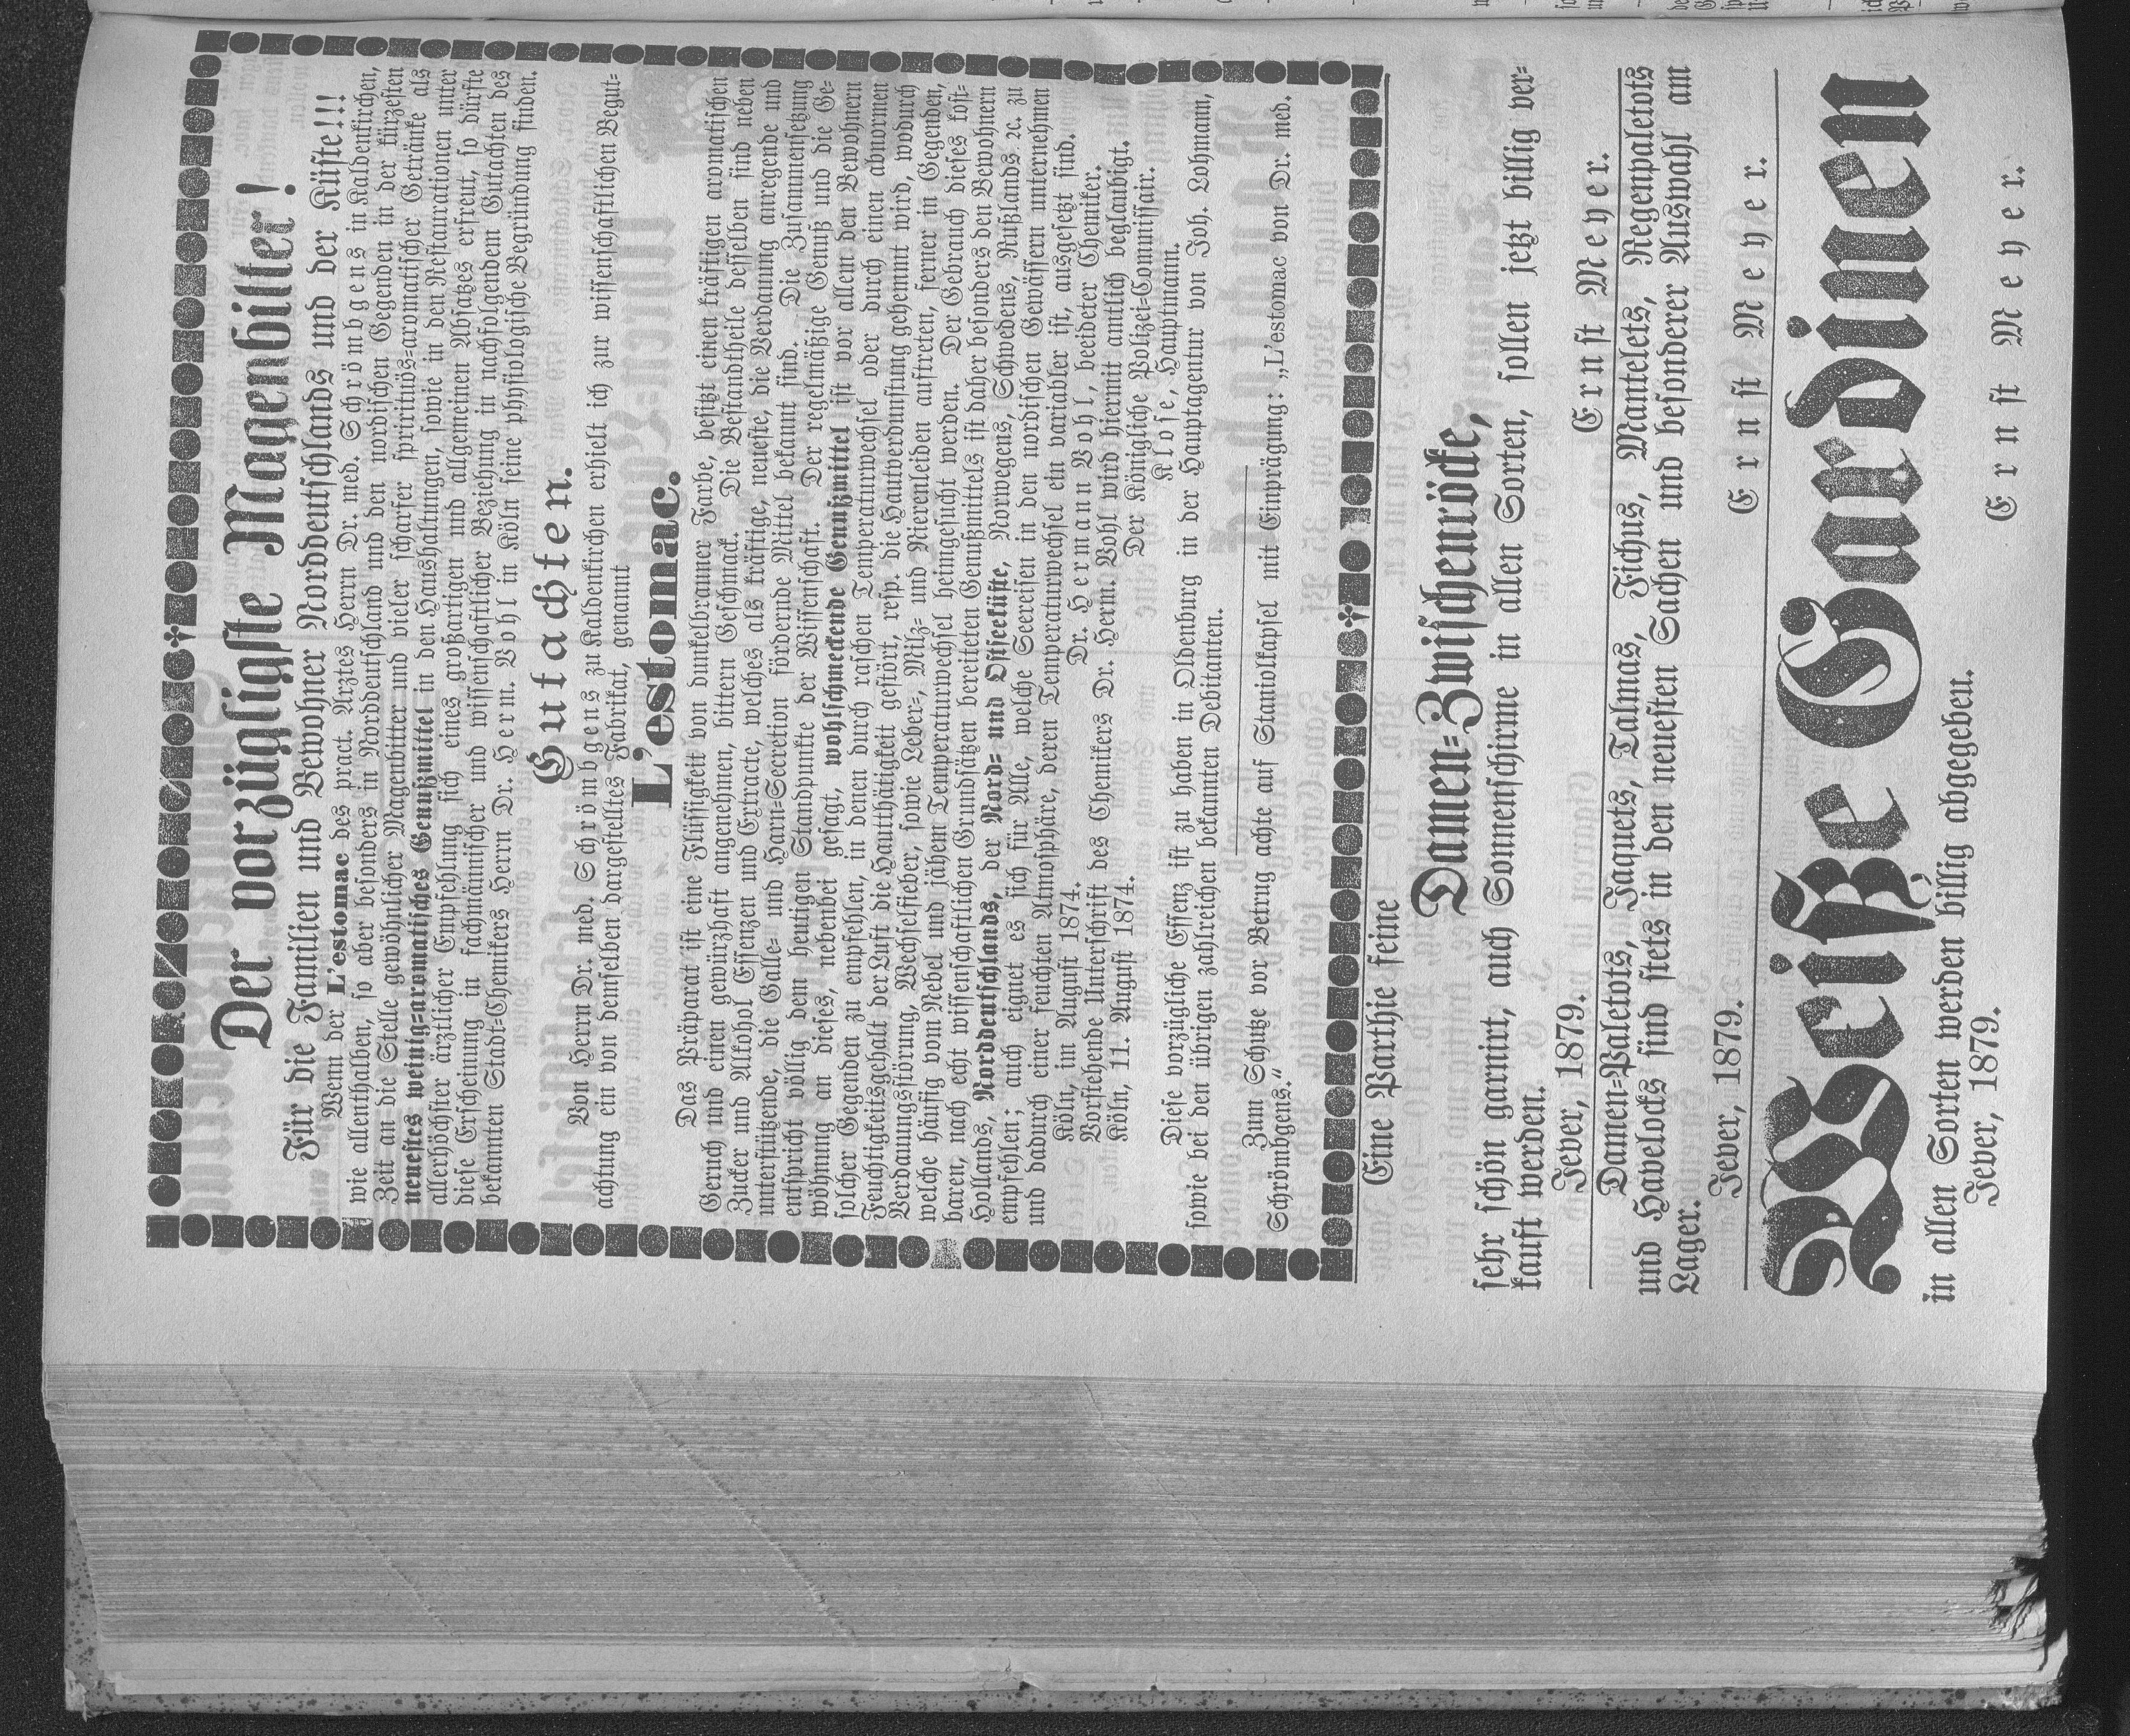 Der vorzüglichste Magenbitter!
Für die Familien und Bewohner Norddeutschlands und der Küste!!!
Wenn der L'estomac des pract. Arztes Herrn Dr. med. Schrömbgens in Kaldenkirchen,
wie allenthalben, so aber besonders in Norddeutschland und den nordischen Gegenden in der kürzesten
Zeit an die Stelle gewöhnlicher Magenbitter und vieler scharfer spirituös-aromatischer Getränke als
neuestes weinig-aromatisches Genußmittel in den Haushaltungen, sowie in den Restaurationen unter
allerhöchster ärztlicher Empfehlung sich eines großartigen und allgemeinen Absatzes erfreut, so dürfte
diese Erscheinung in fachmännischer und wissenschaftlicher Beziehung in nachfolgendem Gutachten des
bekannten Stadt-Chemikers Herrn Dr. Herm. Vohl in Köln seine physiologische Begründung finden.
Gutachten.
Von Herrn Dr. med. Schrömbgens zu Kaldenkirchen erhielt ich zur wissenschaftlichen Begut-
achtung ein von demselben dargestelltes Fabrikat, genannt
L'estomac.
Das Präparat ist eine Flüssigkeit von dunkelbrauner Farbe, besitzt einen kräftigen aromatischen
Geruch und einen gewürzhaft angenehmen, bittern Geschmack. Die Bestandtheile desselben sind neben
Zucker und Alkohol Essenzen und Extracte, welches als kräftige, neueste, die Verdauung anregende und
unterstützende, die Galle- und Harn-Secretion fördernde Mittel bekannt sind. Die Zusammensetzung
entspricht völlig dem heutigen Standpunkte der Wissenschaft. Der regelmäßige Genuß und die Ge-
wöhnung an dieses, nebenbei gesagt, wohlschmeckende Genußmittel ist vor allem den Bewohnern
solcher Gegenden zu empfehlen, in denen durch raschen Temperaturwechsel oder durch einen abnormen
Feuchtigkeitsgehalt der Luft die Hautthätigkeit gestört, resp. die Hautverdunstung gehemmt wird, wodurch
Verdauungsstörung, Wechselfieber, sowie Leber-, Milz- und Nierenleiden auftreten, ferner in Gegenden,
welche häufig vom Nebel und jähem Temperaturwechsel heimgesucht werden. Der Gebrauch dieses kost-
baren, nach echt wissenschaftlichen Grundsätzen bereiteten Genußmittels ist daher besonders den Bewohnern
Hollands, Norddeutschlands, der Nord- und Ostseeküste, Norwegens, Schwedens, Rußlands ꝛc. zu
empfehlen; auch eignet es sich für Alle, welche Seereisen in den nordischen Gewässern unternehmen
und dadurch einer feuchten Atmosphäre, deren Temperaturwechsel ein variabler ist, ausgesetzt sind.
Köln, im August 1874.
Dr. Hermann Vohl, beeideter Chemiker.
Vorstehende Unterschrift des Chemikers Dr. Herm. Vohl wird hiermit amtlich beglaubigt.
Köln, 11. August 1874.
Der Königliche Polizei-Commissair.
Klose, Hauptmann.
Diese vorzügliche Essenz ist zu haben in Oldenburg in der Hauptagentur von Joh. Lohmann,
sowie bei den übrigen zahlreichen bekannten Debitanten.
Zum Schutze vor Betrug achte auf Staniolkapsel mit Einprägung: „L'estomac von Dr. med.
Schrömbgens."
Eine Parthie feine
Damen-Zwischenröcke,
sehr schön garnirt, auch Sonnenschirme in allen Sorten, sollen jetzt billig ver-
kauft werden.
Jever, 1879.
Ernst Meyer.
Damen-Paletots, Jaquets, Talmas, Fichus, Mantelets, Regenpaletots
und Havelocks sind stets in den neuesten Sachen und besonderer Auswahl am
Lager.
Jever, 1879.
Ernst Meyer.
Weiße Gardinen
in allen Sorten werden billig abgegeben.
Jever, 1879.
Ernst Meyer.